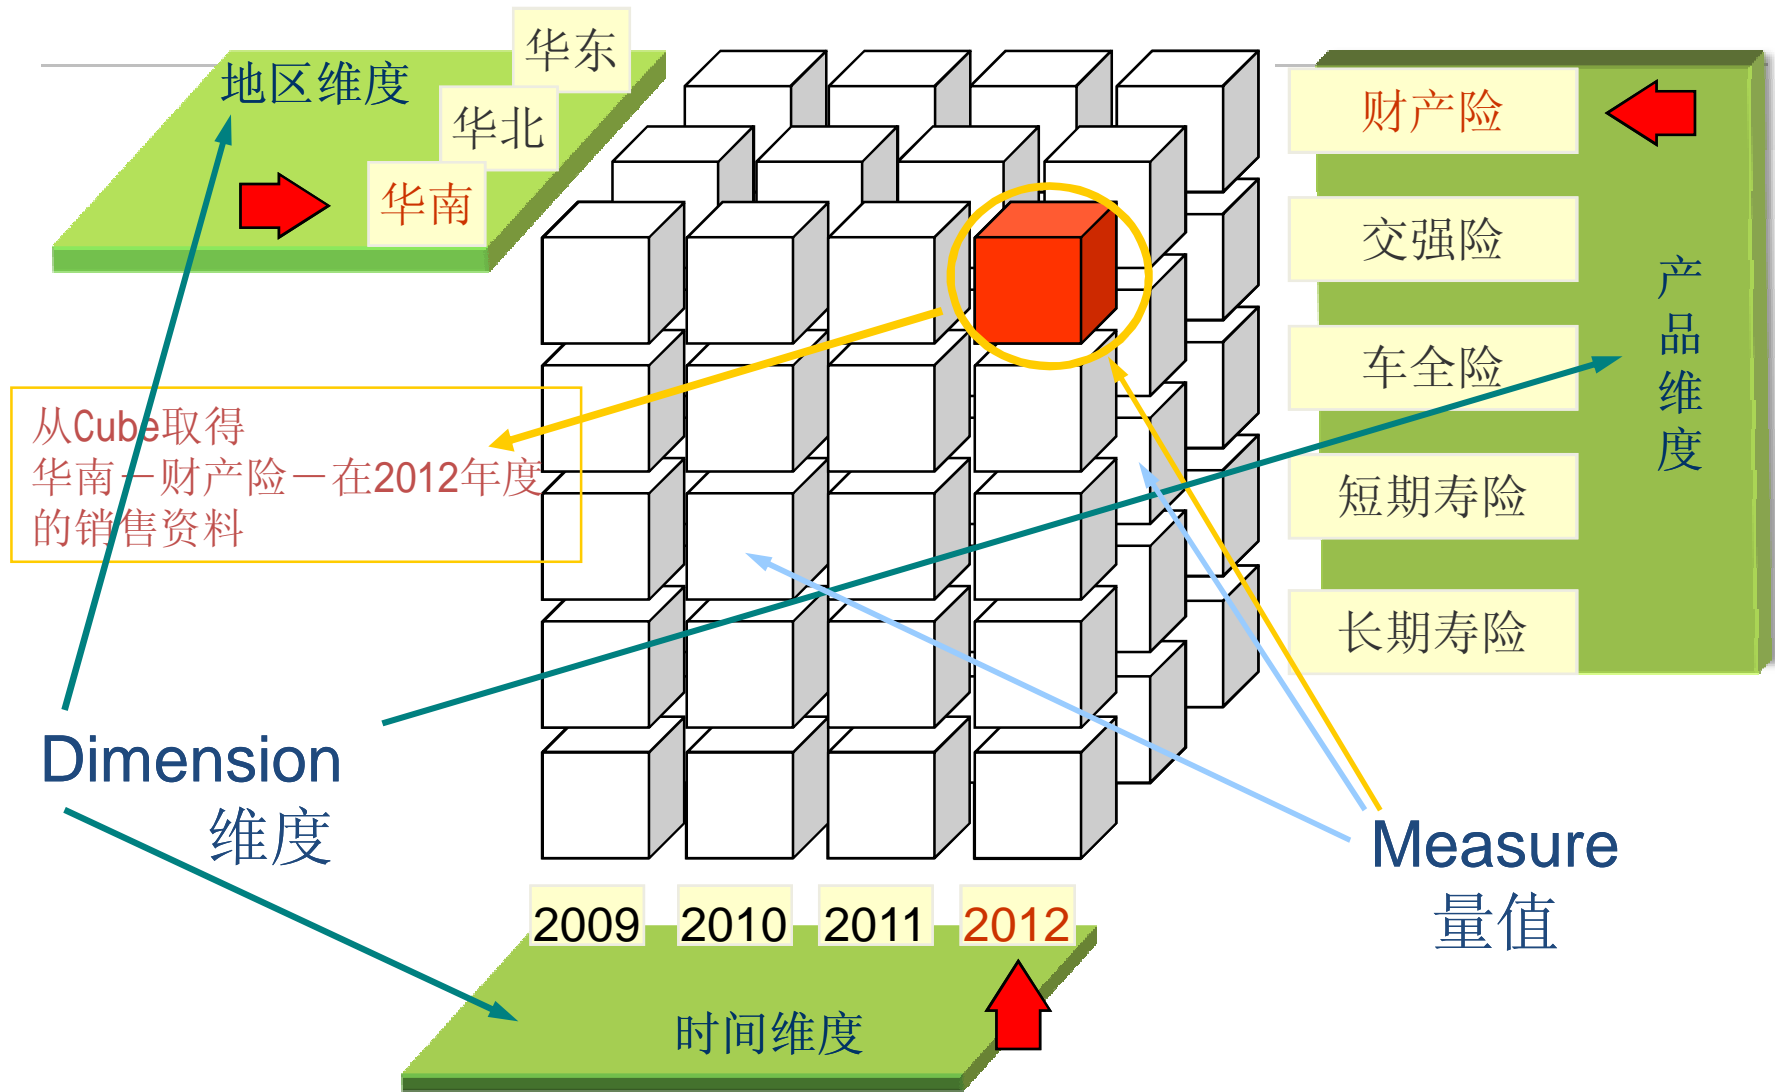 华东
地区维度
华北
华南
财产险
交强险
车全险
短期寿险
长期寿险
产品维度
从Cube取得
华南－财产险－在2012年度
的销售资料
Dimension
维度
Measure
量值
2009
2010
2011
2012
时间维度